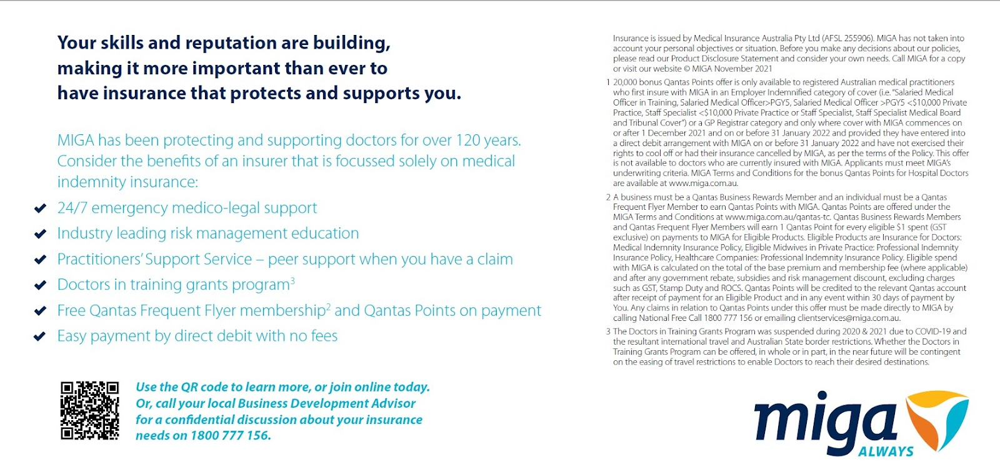 Your skills and reputation are building,
making it more important than ever to
have insurance that protects and supports you.
MIGA has been protecting and supporting doctors for over 120 years.
Consider the benefits of an insurer that is focussed solely on medical
indemnity insurance:
24/7 emergency medico-legal support
Industry leading risk management education
Practitioners' Support Service – peer support when you have a claim
Doctors in training grants program3
Free Qantas Frequent Flyer membership2 and Qantas Points on payment
Easy payment by direct debit with no fees
Use the QR code to learn more, or join online today.
Or, call your local Business Development Advisor
for a confidential discussion about your insurance
needs on 1800 777 156.
Insurance is issued by Medical Insurance Australia Pty Ltd (AFSL 255906). MIGA has not taken into
account your personal objectives or situation. Before you make any decisions about our policies,
please read our Product Disclosure Statement and consider your own needs. Call MIGA for a copy
or visit our website © MIGA November 2021
1 20,000 bonus Qantas Points offer is only available to registered Australian medical practitioners
who first insure with MIGA in an Employer Indemnified category of cover (i.e. "Salaried Medical
Officer in Training, Salaried Medical Officer>PGY5, Salaried Medical Officer >PGY5 <$10,000 Private
Practice, Staff Specialist <$10,000 Private Practice or Staff Specialist, Staff Specialist Medical Board
and Tribunal Cover") or a GP Registrar category and only where cover with MIGA commences on
or after 1 December 2021 and on or before 31 January 2022 and provided they have entered into
a direct debit arrangement with MIGA on or before 31 January 2022 and have not exercised their
rights to cool off or had their insurance cancelled by MIGA, as per the terms of the Policy. This offer
is not available to doctors who are currently insured with MIGA. Applicants must meet MIGA's
underwriting criteria. MIGA Terms and Conditions for the bonus Qantas Points for Hospital Doctors
are available at www.miga.com.au.
2 A business must be a Qantas Business Rewards Member and an individual must be a Qantas
Frequent Flyer Member to earn Qantas Points with MIGA. Qantas Points are offered under the
MIGA Terms and Conditions at www.miga.com.au/qantas-tc. Qantas Business Rewards Members
and Qantas Frequent Flyer Members will earn 1 Qantas Point for every eligible $1 spent (GST
exclusive) on payments to MIGA for Eligible Products. Eligible Products are Insurance for Doctors:
Medical Indemnity Insurance Policy, Eligible Midwives in Private Practice: Professional Indemnity
Insurance Policy, Healthcare Companies: Professional Indemnity Insurance Policy. Eligible spend
with MIGA is calculated on the total of the base premium and membership fee (where applicable)
and after any government rebate, subsidies and risk management discount, excluding charges
such as GST, Stamp Duty and ROCS. Qantas Points will be credited to the relevant Qantas account
after receipt of payment for an Eligible Product and in any event within 30 days of payment by
You. Any claims in relation to Qantas Points under this offer must be made directly to MIGA by
calling National Free Call 1800 777 156 or emailing clientservices@miga.com.au.
3 The Doctors in Training Grants Program was suspended during 2020 & 2021 due to COVID-19 and
the resultant international travel and Australian State border restrictions. Whether the Doctors in
Training Grants Program can be offered, in whole or in part, in the near future will be contingent
on the easing of travel restrictions to enable Doctors to reach their desired destinations.
miga
ALWAYS